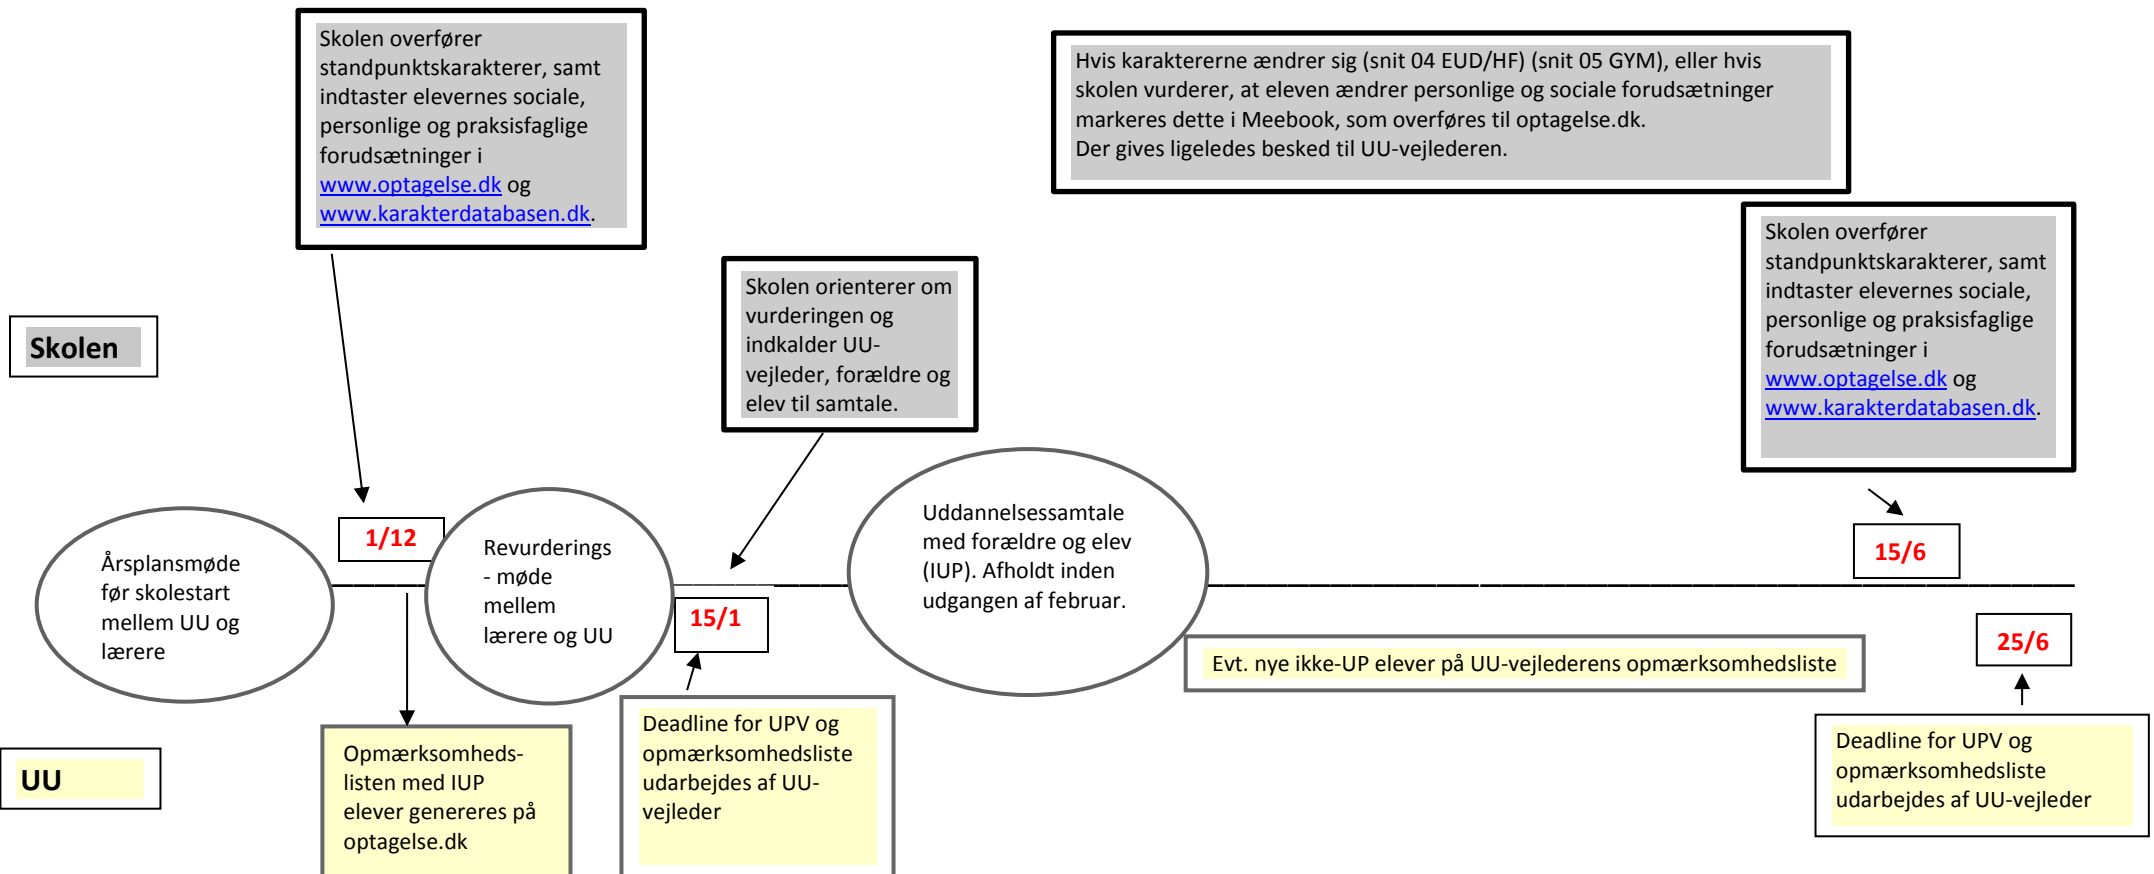 Skolen overfører
standpunktskarakterer, samt
indtaster elevernes sociale,
personlige og praksisfaglige
forudsætninger i
www.optagelse.dk og
www.karakterdatabasen.dk.
Hvis karaktererne ændrer sig (snit 04 EUD/HF) (snit 05 GYM), eller hvis
skolen vurderer, at eleven ændrer personlige og sociale forudsætninger
markeres dette i Meebook, som overføres til optagelse.dk.
Der gives ligeledes besked til UU-vejlederen.
Skolen overfører
standpunktskarakterer, samt
indtaster elevernes sociale,
personlige og praksisfaglige
forudsætninger i
www.optagelse.dk og
www.karakterdatabasen.dk.
Skolen orienterer om
vurderingen og
indkalder UU-
vejleder, forældre og
elev til samtale.
Skolen
Årsplansmøde
før skolestart
mellem UU og
lærere
1/12
Revurderings
- møde
mellem
lærere og UU
15/1
Uddannelsessamtale
med forældre og elev
(IUP). Afholdt inden
udgangen af februar.
15/6
Evt. nye ikke-UP elever på UU-vejlederens opmærksomhedsliste
25/6
UU
Opmærksomheds-
listen med IUP
elever genereres på
optagelse.dk
Deadline for UPV og
opmærksomhedsliste
udarbejdes af UU-
vejleder
Deadline for UPV og
opmærksomhedsliste
udarbejdes af UU-vejleder